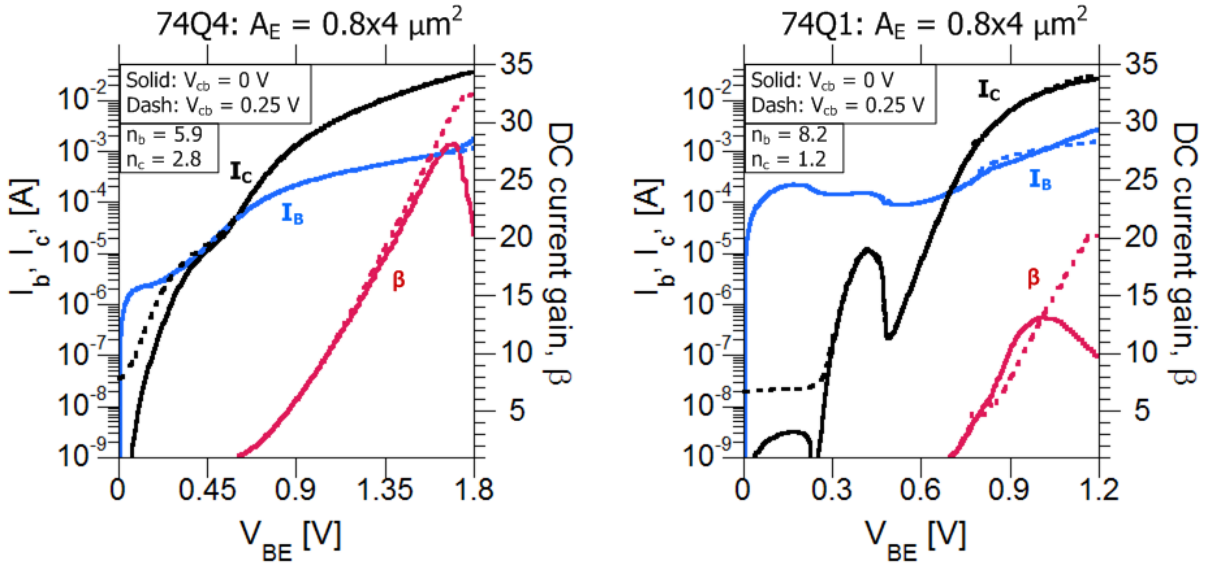 74Q4: A_E = 0.8x4 μm²
Solid: V_cb = 0 V
Dash: V_cb = 0.25 V
n_b = 5.9
n_c = 2.8
I_C
I_B
β
10⁻²
10⁻³
10⁻⁴
10⁻⁵
10⁻⁶
10⁻⁷
10⁻⁸
10⁻⁹
I_b, I_c, [A]
35
30
25
20
15
10
5
DC current gain, β
0
0.45
0.9
1.35
1.8
V_BE [V]
74Q1: A_E = 0.8x4 μm²
Solid: V_cb = 0 V
Dash: V_cb = 0.25 V
n_b = 8.2
n_c = 1.2
I_C
I_B
β
10⁻²
10⁻³
10⁻⁴
10⁻⁵
10⁻⁶
10⁻⁷
10⁻⁸
10⁻⁹
I_b, I_c, [A]
35
30
25
20
15
10
5
DC current gain, β
0
0.3
0.6
0.9
1.2
V_BE [V]